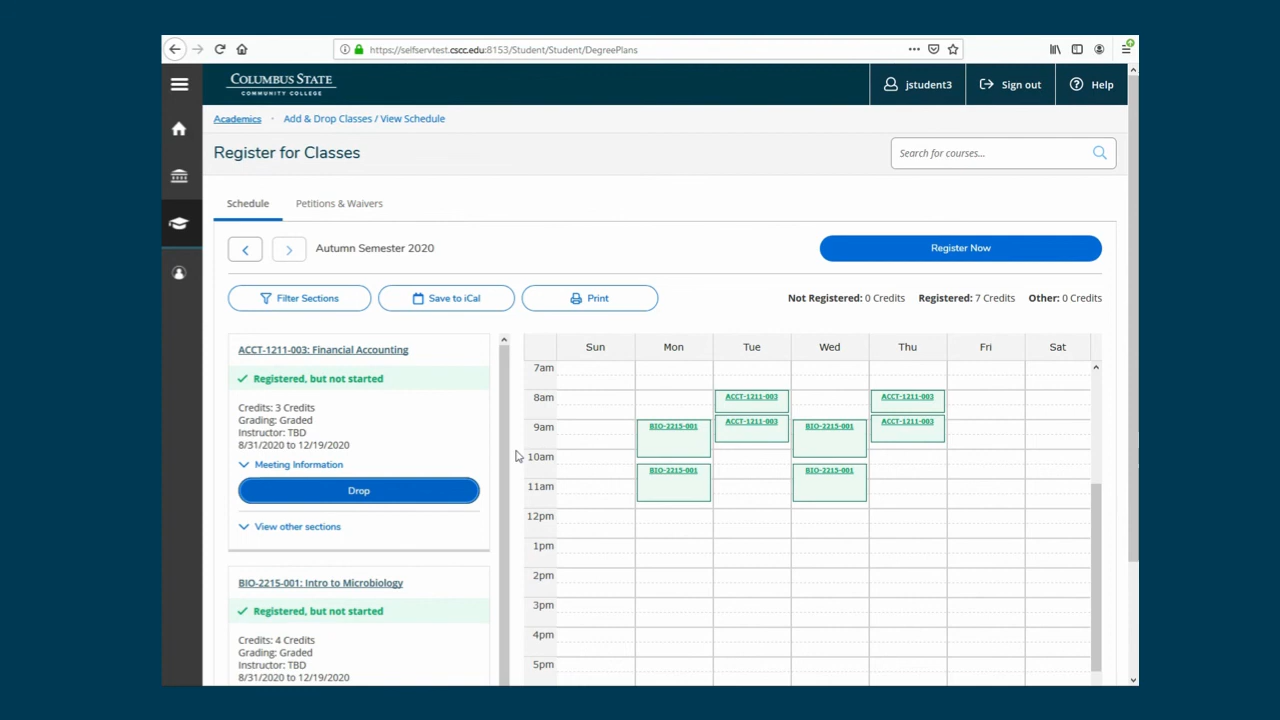 https://selfservtest.cscc.edu:8153/Student/Student/DegreePlans
COLUMBUS STATE
COMMUNITY COLLEGE
jstudent3
Sign out
Help
Academics · Add & Drop Classes / View Schedule
Register for Classes
Search for courses...
Schedule
Petitions & Waivers
Autumn Semester 2020
Register Now
Filter Sections
Save to iCal
Print
Not Registered: 0 Credits Registered: 7 Credits Other: 0 Credits
ACCT-1211-003: Financial Accounting
Registered, but not started
Credits: 3 Credits
Grading: Graded
Instructor: TBD
8/31/2020 to 12/19/2020
Meeting Information
Drop
View other sections
BIO-2215-001: Intro to Microbiology
Registered, but not started
Credits: 4 Credits
Grading: Graded
Instructor: TBD
8/31/2020 to 12/19/2020
Sun Mon Tue Wed Thu Fri Sat
7am
8am ACCT-1211-003 ACCT-1211-003
ACCT-1211-003 ACCT-1211-003
9am BIO-2215-001 BIO-2215-001
10am
BIO-2215-001 BIO-2215-001
11am
12pm
1pm
2pm
3pm
4pm
5pm